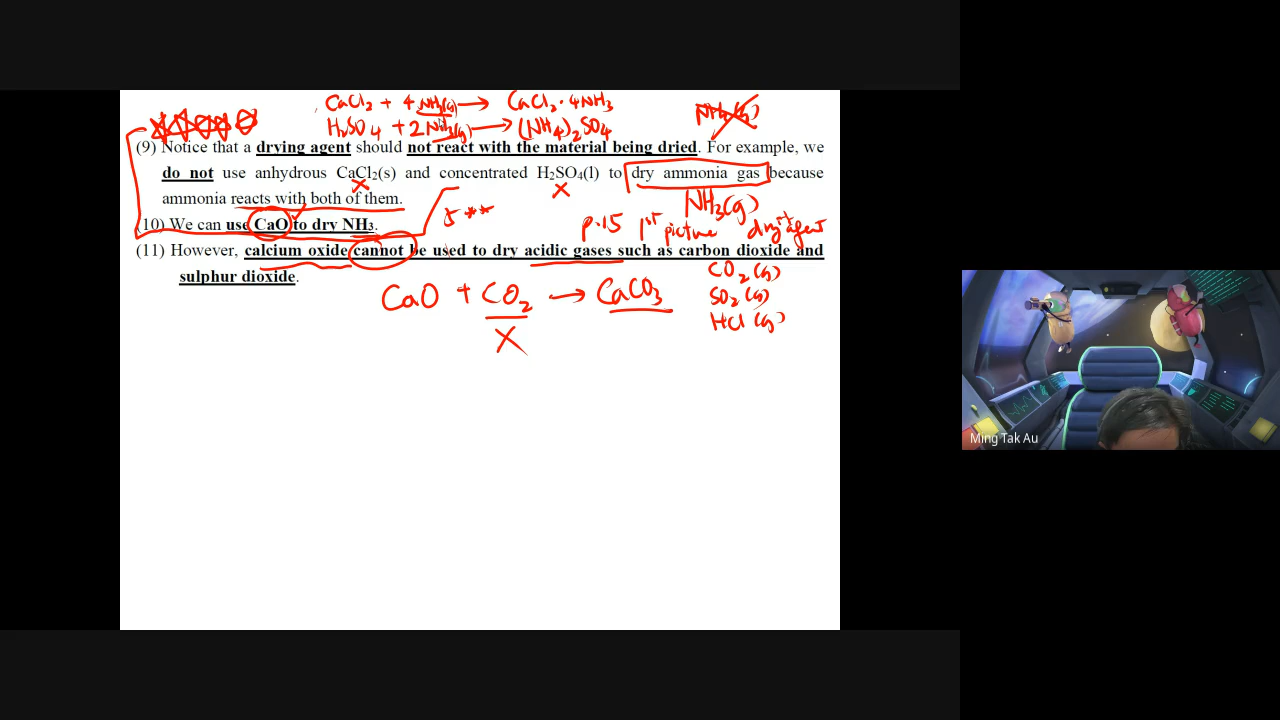 CaCl₂ + 4NH₃(g) → CaCl₂·4NH₃
H₂SO₄ + 2NH₃(g) → (NH₄)₂SO₄
NH₃(g)
(9) Notice that a drying agent should not react with the material being dried. For example, we
do not use anhydrous CaCl₂(s) and concentrated H₂SO₄(l) to dry ammonia gas because
ammonia reacts with both of them.
NH₃(g)
5**
(10) We can use CaO to dry NH₃.
p.15 1st picture drying agent
(11) However, calcium oxide cannot be used to dry acidic gases such as carbon dioxide and
sulphur dioxide.
CaO + CO₂ → CaCO₃
CO₂(g)
SO₂(g)
HCl(g)
Ming Tak Au